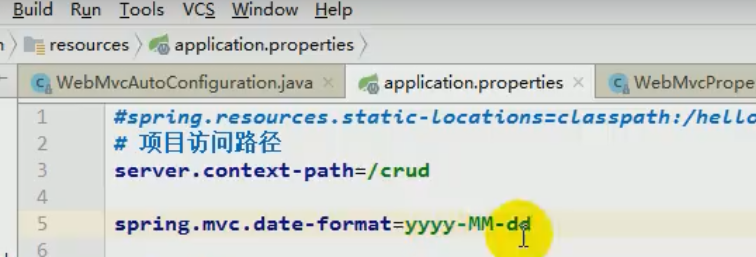 Build Run Tools VCS Window Help
resources application.properties
WebMvcAutoConfiguration.java application.properties WebMvcPrope
1 #spring.resources.static-locations=classpath:/hello
2 # 项目访问路径
3 server.context-path=/crud
4
5 spring.mvc.date-format=yyyy-MM-dd
6